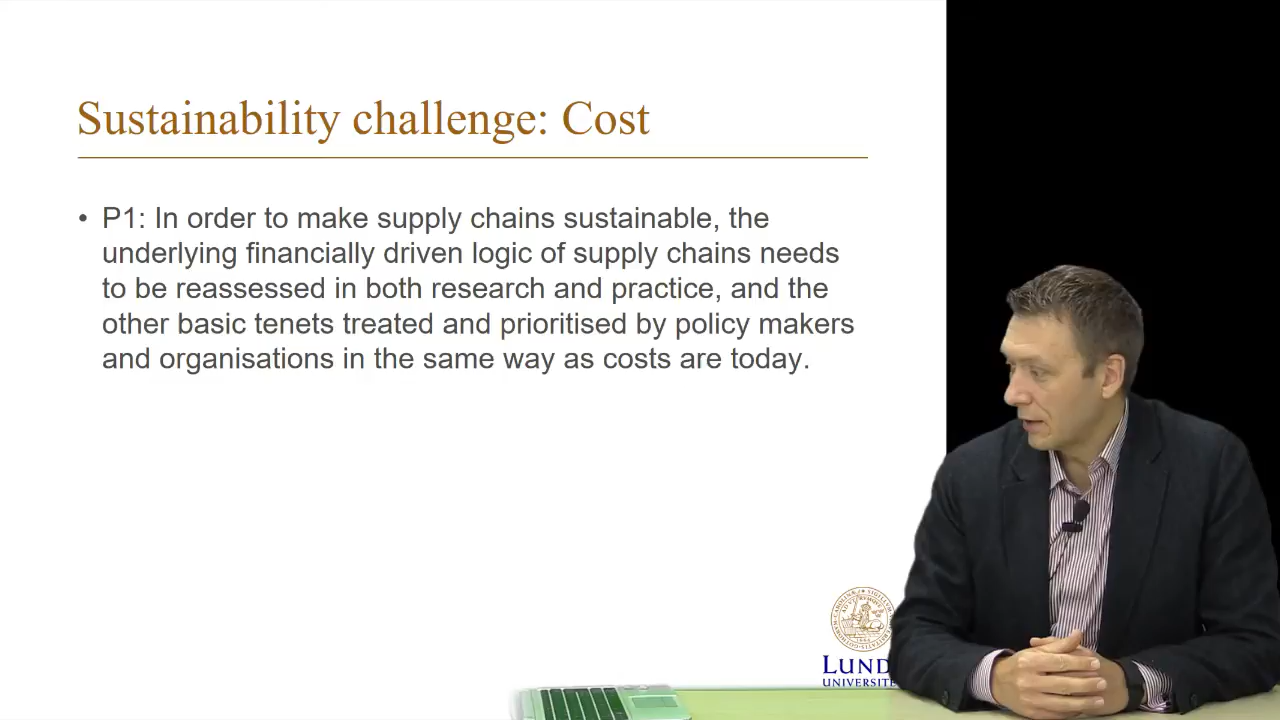 Sustainability challenge: Cost
• P1: In order to make supply chains sustainable, the
underlying financially driven logic of supply chains needs
to be reassessed in both research and practice, and the
other basic tenets treated and prioritised by policy makers
and organisations in the same way as costs are today.
LUND
UNIVERSITE